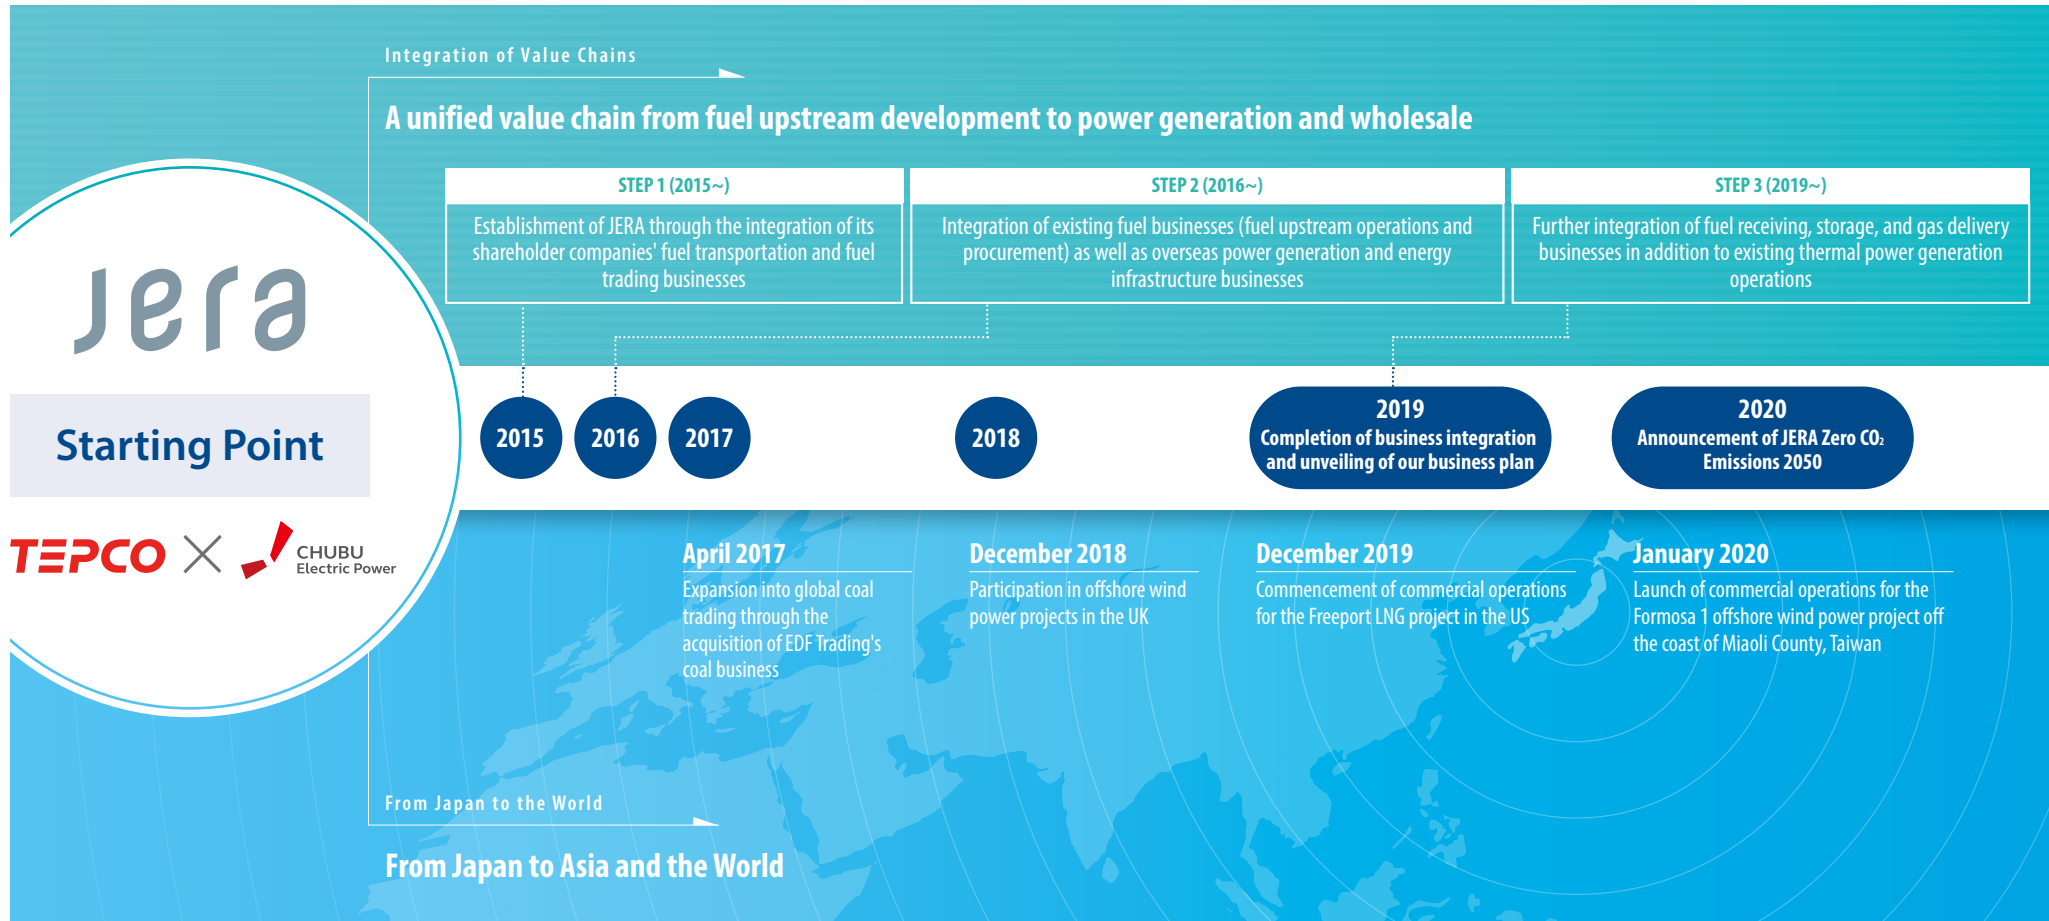 Integration of Value Chains
A unified value chain from fuel upstream development to power generation and wholesale
STEP 1 (2015~)
Establishment of JERA through the integration of its
shareholder companies' fuel transportation and fuel
trading businesses
STEP 2 (2016~)
Integration of existing fuel businesses (fuel upstream operations and
procurement) as well as overseas power generation and energy
infrastructure businesses
STEP 3 (2019~)
Further integration of fuel receiving, storage, and gas delivery
businesses in addition to existing thermal power generation
operations
Jera
Starting Point
TEPCO ×
CHUBU
Electric Power
2015
2016
2017
2018
2019
Completion of business integration
and unveiling of our business plan
2020
Announcement of JERA Zero CO₂
Emissions 2050
April 2017
Expansion into global coal
trading through the
acquisition of EDF Trading's
coal business
December 2018
Participation in offshore wind
power projects in the UK
December 2019
Commencement of commercial operations
for the Freeport LNG project in the US
January 2020
Launch of commercial operations for the
Formosa 1 offshore wind power project off
the coast of Miaoli County, Taiwan
From Japan to the World
From Japan to Asia and the World